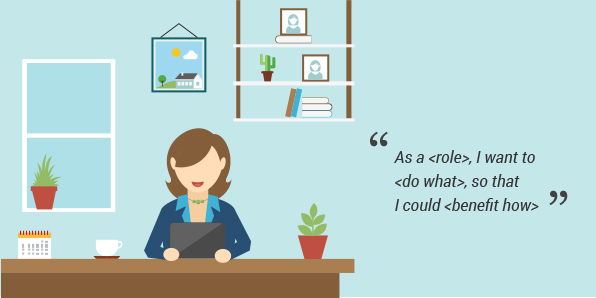 “ As a <role>, I want to
<do what>, so that
I could <benefit how> ”